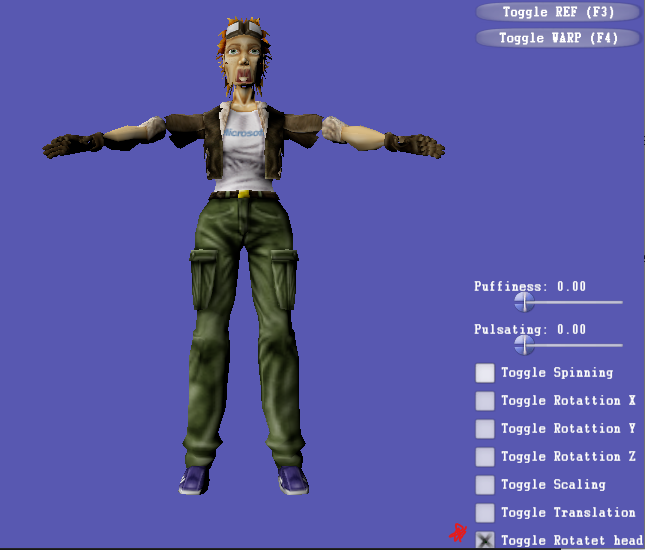 Toggle REF (F3)
Toggle WARP (F4)
Microsoft
Puffiness: 0.00
Pulsating: 0.00
Toggle Spinning
Toggle Rotattion X
Toggle Rotattion Y
Toggle Rotattion Z
Toggle Scaling
Toggle Translation
Toggle Rotatet head